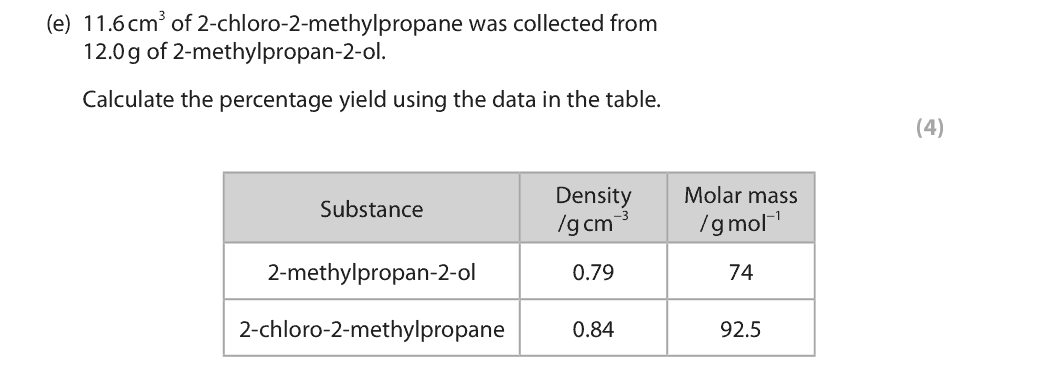 (e) 11.6 cm³ of 2-chloro-2-methylpropane was collected from
12.0 g of 2-methylpropan-2-ol.
Calculate the percentage yield using the data in the table.
(4)
Substance
Density
/g cm⁻³
Molar mass
/g mol⁻¹
2-methylpropan-2-ol 0.79 74
2-chloro-2-methylpropane 0.84 92.5